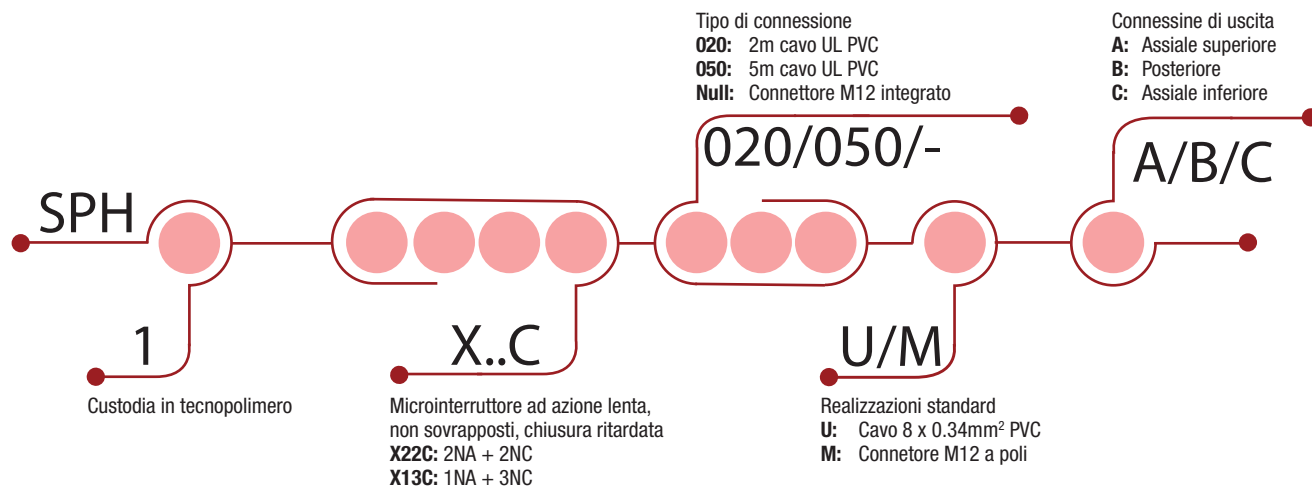 Tipo di connessione
020: 2m cavo UL PVC
050: 5m cavo UL PVC
Null: Connettore M12 integrato
020/050/-
Connessine di uscita
A: Assiale superiore
B: Posteriore
C: Assiale inferiore
A/B/C
SPH
1
Custodia in tecnopolimero
X..C
Microinterruttore ad azione lenta,
non sovrapposti, chiusura ritardata
X22C: 2NA + 2NC
X13C: 1NA + 3NC
U/M
Realizzazioni standard
U: Cavo 8 x 0.34mm² PVC
M: Connetore M12 a poli